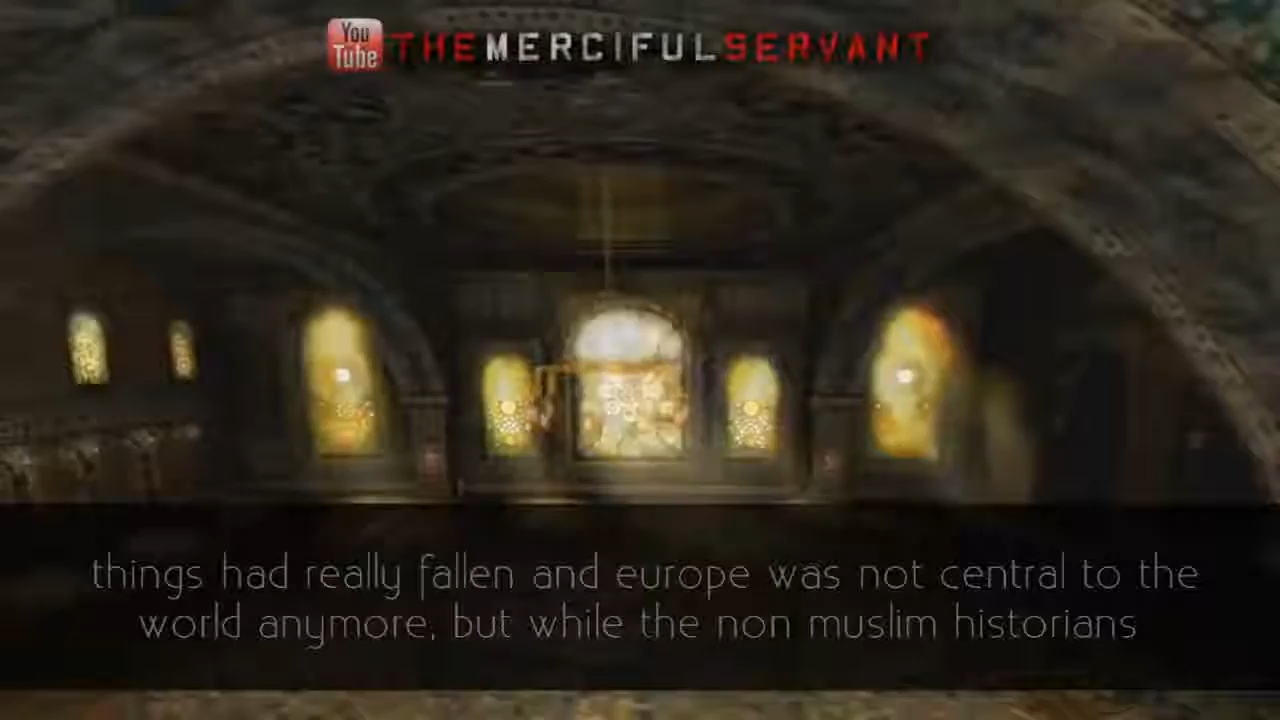 You Tube THEMERCIFULSERVANT
things had really fallen and europe was not central to the
world anymore, but while the non muslim historians